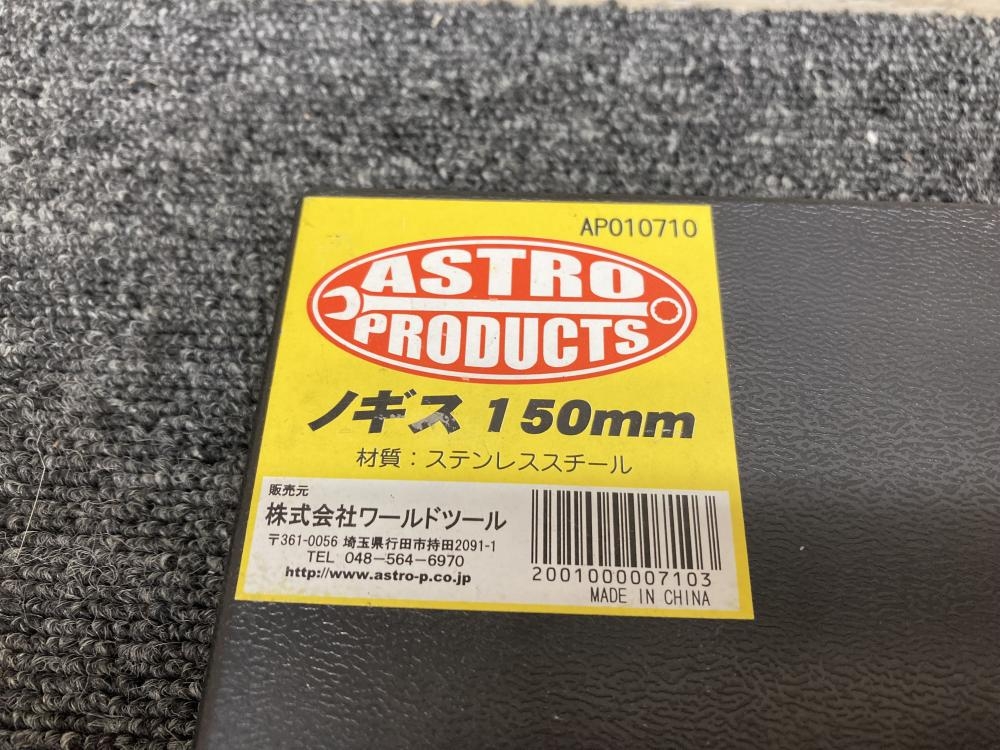 AP010710
ASTRO
PRODUCTS
ノギス 150mm
材質：ステンレススチール
販売元
株式会社ワールドツール
〒361-0056 埼玉県行田市持田2091-1
TEL 048-564-6970
http://www.astro-p.co.jp
2001000007103
MADE IN CHINA